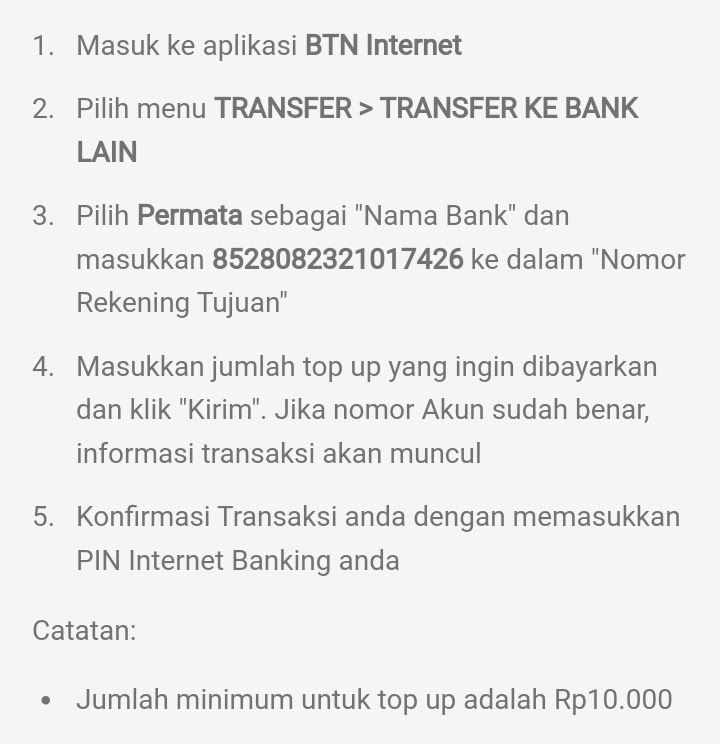 1. Masuk ke aplikasi BTN Internet
2. Pilih menu TRANSFER > TRANSFER KE BANK
LAIN
3. Pilih Permata sebagai "Nama Bank" dan
masukkan 8528082321017426 ke dalam "Nomor
Rekening Tujuan"
4. Masukkan jumlah top up yang ingin dibayarkan
dan klik "Kirim". Jika nomor Akun sudah benar,
informasi transaksi akan muncul
5. Konfirmasi Transaksi anda dengan memasukkan
PIN Internet Banking anda
Catatan:
• Jumlah minimum untuk top up adalah Rp10.000